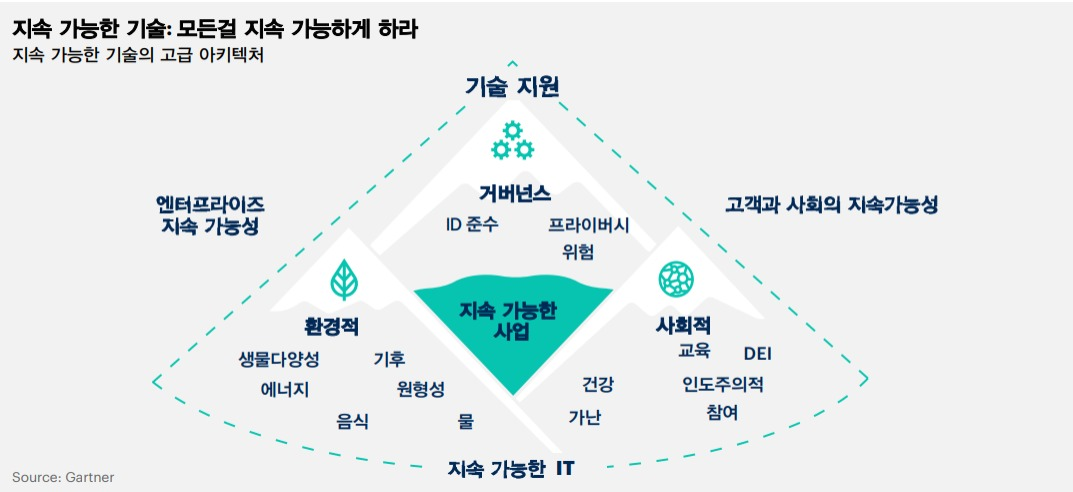 지속 가능한 기술: 모든걸 지속 가능하게 하라
지속 가능한 기술의 고급 아키텍처
기술 지원
거버넌스
ID 준수
프라이버시
위험
엔터프라이즈
지속 가능성
고객과 사회의 지속가능성
지속 가능한
사업
환경적
생물다양성
기후
에너지
원형성
음식
물
사회적
교육
DEI
건강
인도주의적
가난
참여
지속 가능한 IT
Source: Gartner